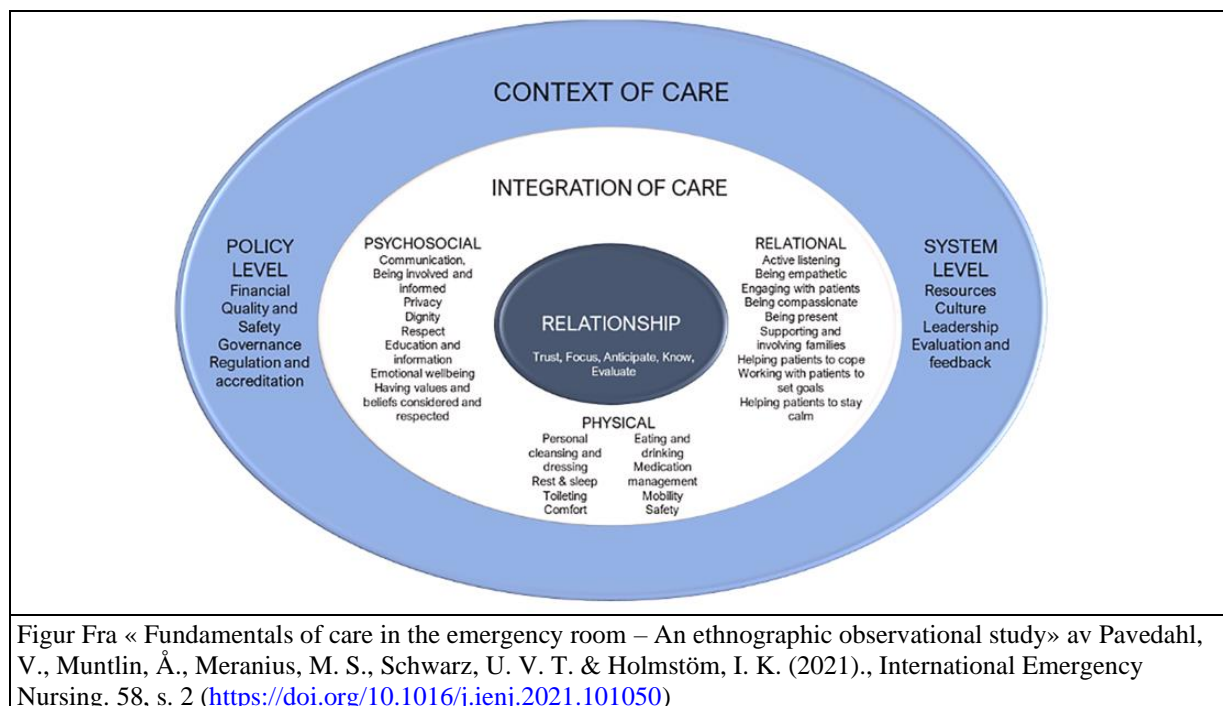 CONTEXT OF CARE
INTEGRATION OF CARE
POLICY
LEVEL
Financial
Quality and
Safety
Governance
Regulation and
accreditation
PSYCHOSOCIAL
Communication,
Being involved and
informed
Privacy
Dignity
Respect
Education and
information
Emotional wellbeing
Having values and
beliefs considered and
respected
RELATIONSHIP
Trust, Focus, Anticipate, Know,
Evaluate
RELATIONAL
Active listening
Being empathetic
Engaging with patients
Being compassionate
Being present
Supporting and
involving families
Helping patients to cope
Working with patients to
set goals
Helping patients to stay
calm
SYSTEM
LEVEL
Resources
Culture
Leadership
Evaluation and
feedback
PHYSICAL
Personal
cleansing and
dressing
Rest & sleep
Toileting
Comfort
Eating and
drinking
Medication
management
Mobility
Safety
Figur Fra « Fundamentals of care in the emergency room – An ethnographic observational study» av Pavedahl,
V., Muntlin, Å., Meranius, M. S., Schwarz, U. V. T. & Holmström, I. K. (2021)., International Emergency
Nursing. 58, s. 2 (https://doi.org/10.1016/j.ienj.2021.101050)